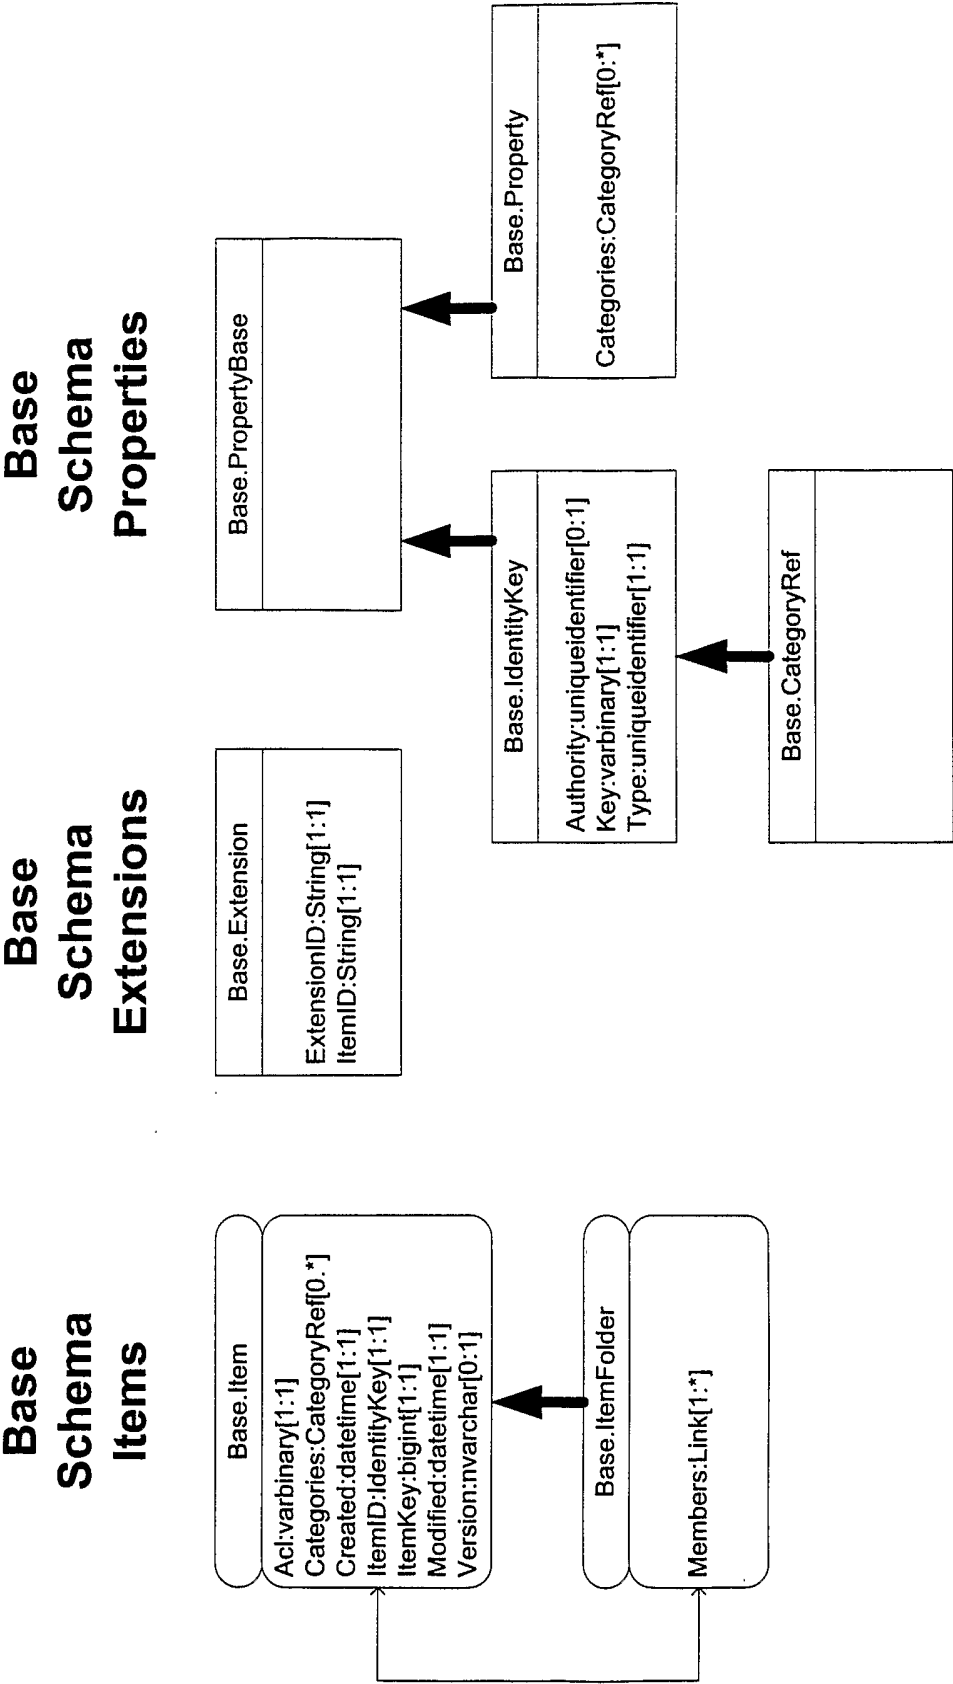 Base
Schema
Items
Base.Item
Acl:varbinary[1:1]
Categories:CategoryRef[0.*]
Created:datetime[1:1]
ItemID:IdentityKey[1:1]
ItemKey:bigint[1:1]
Modified:datetime[1:1]
Version:nvarchar[0:1]
Base.ItemFolder
Members:Link[1:*]
Base
Schema
Extensions
Base.Extension
ExtensionID:String[1:1]
ItemID:String[1:1]
Base
Schema
Properties
Base.PropertyBase
Base.IdentityKey
Authority:uniqueidentifier[0:1]
Key:varbinary[1:1]
Type:uniqueidentifier[1:1]
Base.Property
Categories:CategoryRef[0:*]
Base.CategoryRef